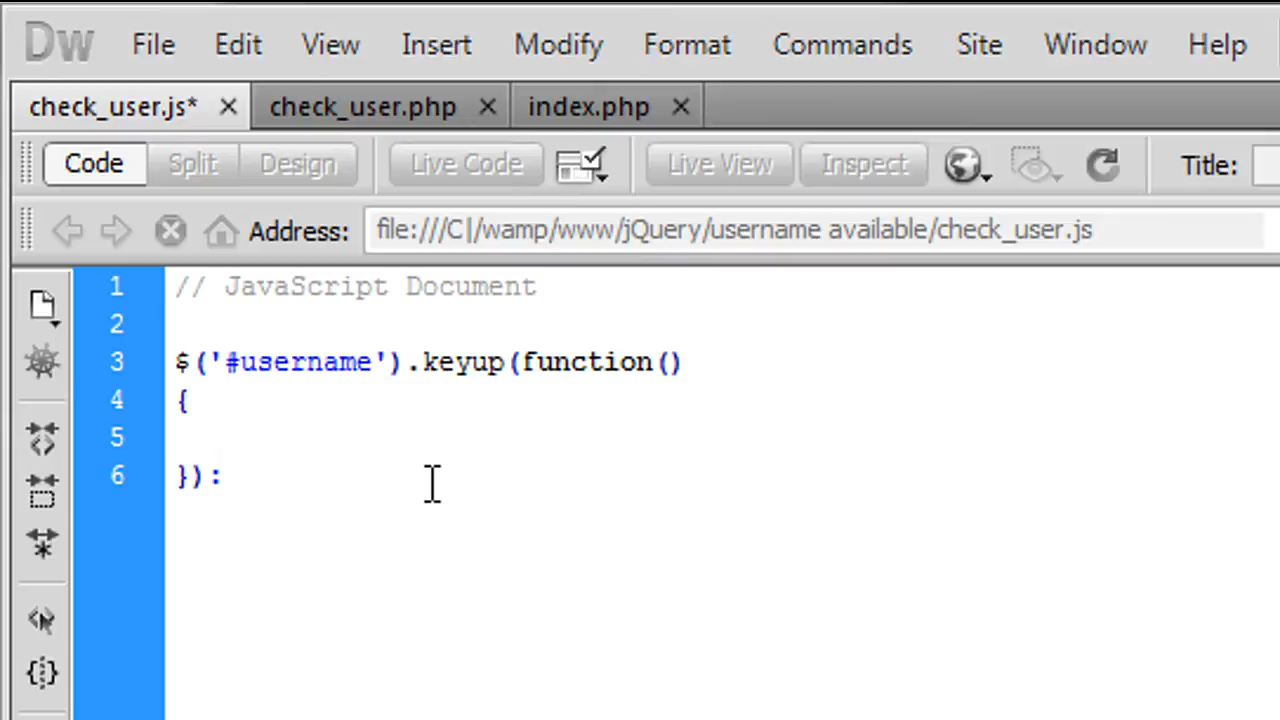 Dw File Edit View Insert Modify Format Commands Site Window Help
check_user.js* × check_user.php × index.php ×
Code Split Design Live Code Live View Inspect Title:
Address: file:///C|/wamp/www/jQuery/username available/check_user.js
1 // JavaScript Document
2
3 $('#username').keyup(function()
4 {
5
6 }):